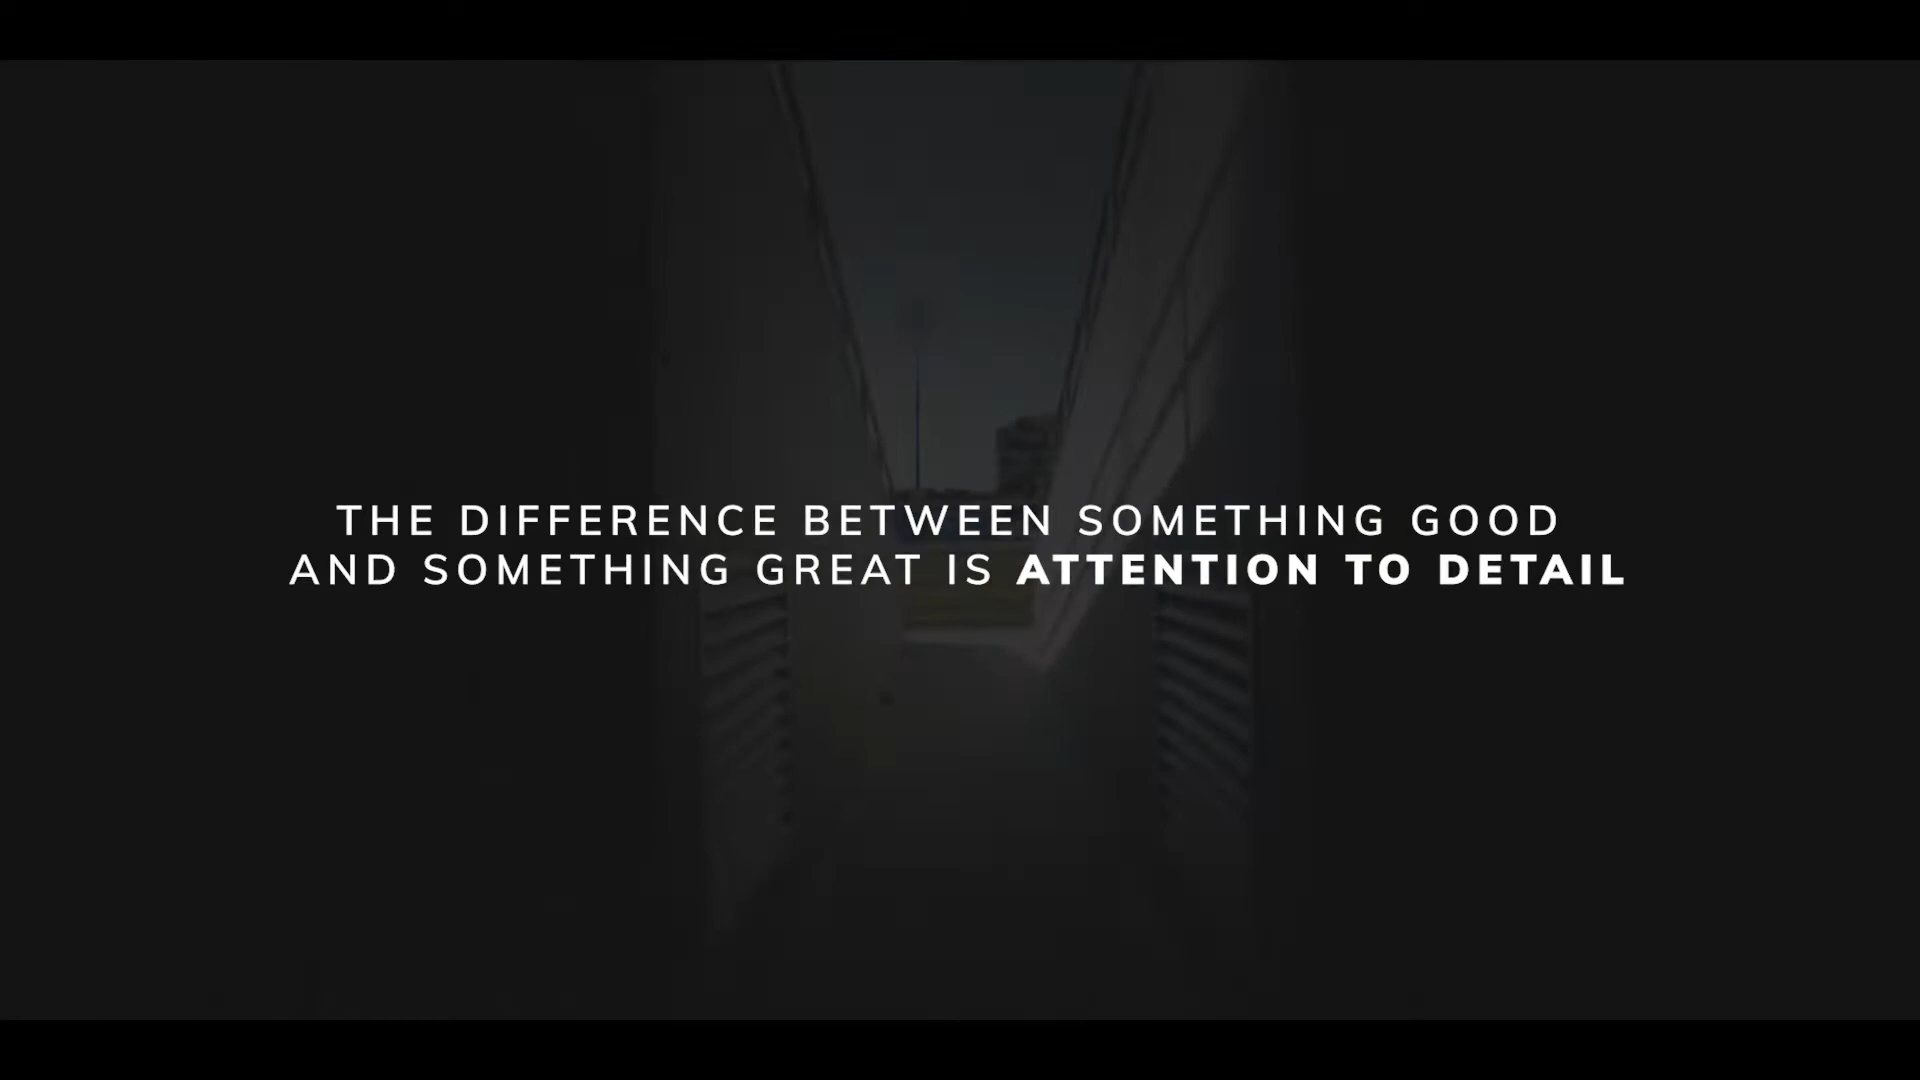 THE DIFFERENCE BETWEEN SOMETHING GOOD
AND SOMETHING GREAT IS ATTENTION TO DETAIL